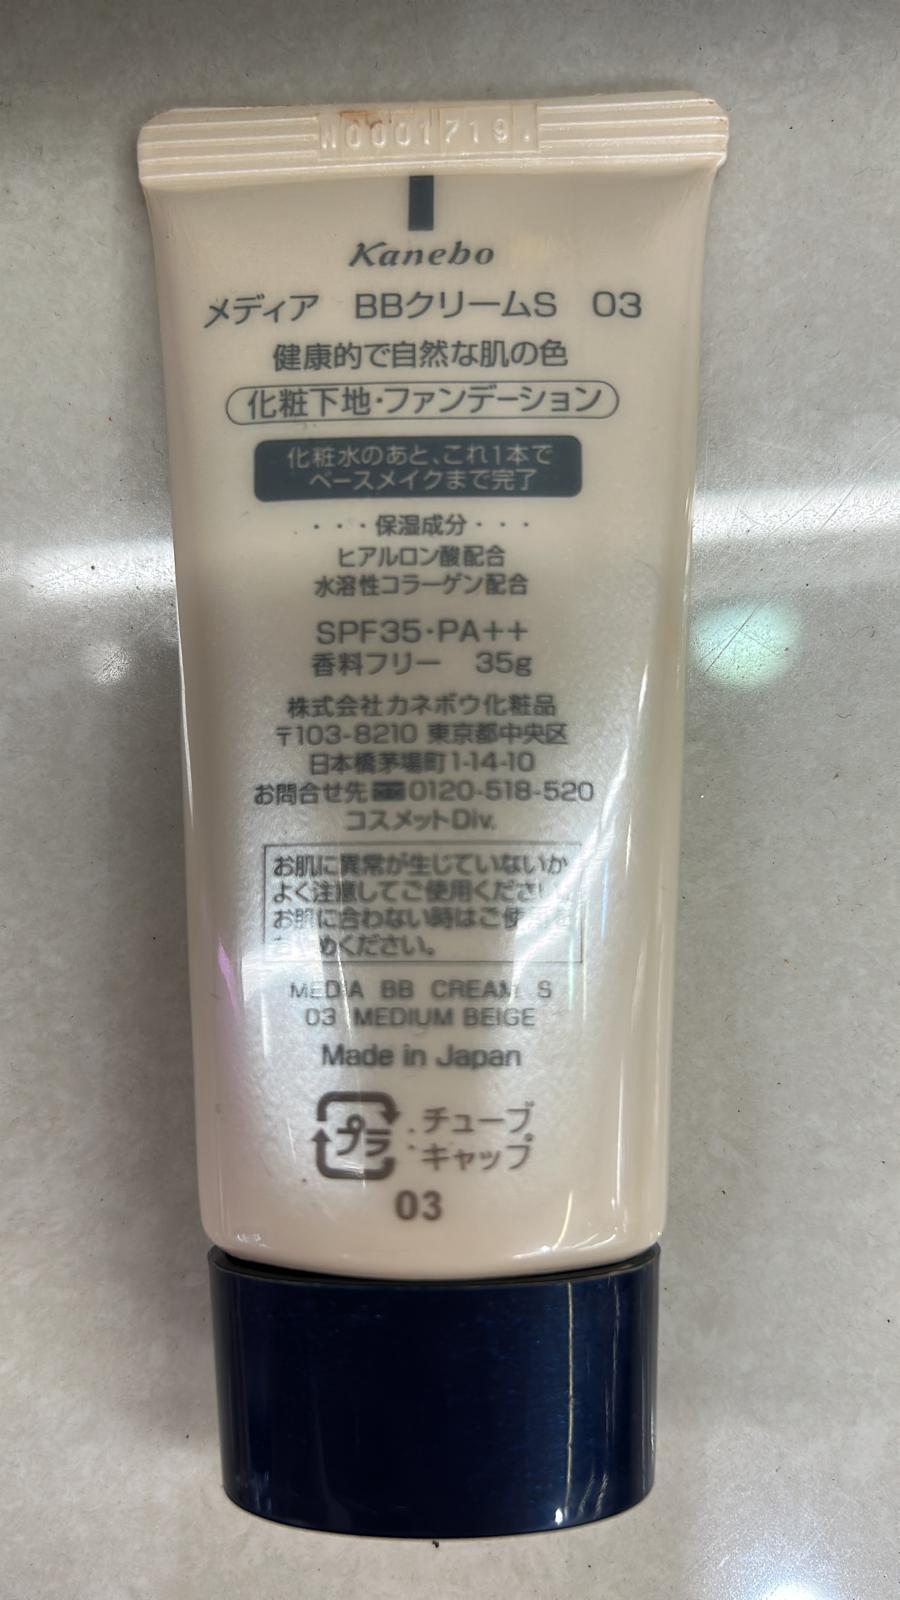 N0001719.
Kanebo
メディア BBクリームS 03
健康的で自然な肌の色
化粧下地・ファンデーション
化粧水のあと、これ1本で
ベースメイクまで完了
・・・・保湿成分・・・
ヒアルロン酸配合
水溶性コラーゲン配合
SPF35・PA++
香料フリー 35g
株式会社カネボウ化粧品
〒103-8210 東京都中央区
日本橋茅場町1-14-10
お問合せ先 0120-518-520
コスメットDiv.
お肌に異常が生じていないか
よく注意してご使用ください。
お肌に合わない時はご使用を
おやめください。
MEDIA BB CREAM S
03 MEDIUM BEIGE
Made in Japan
プラ : チューブ
キャップ
03